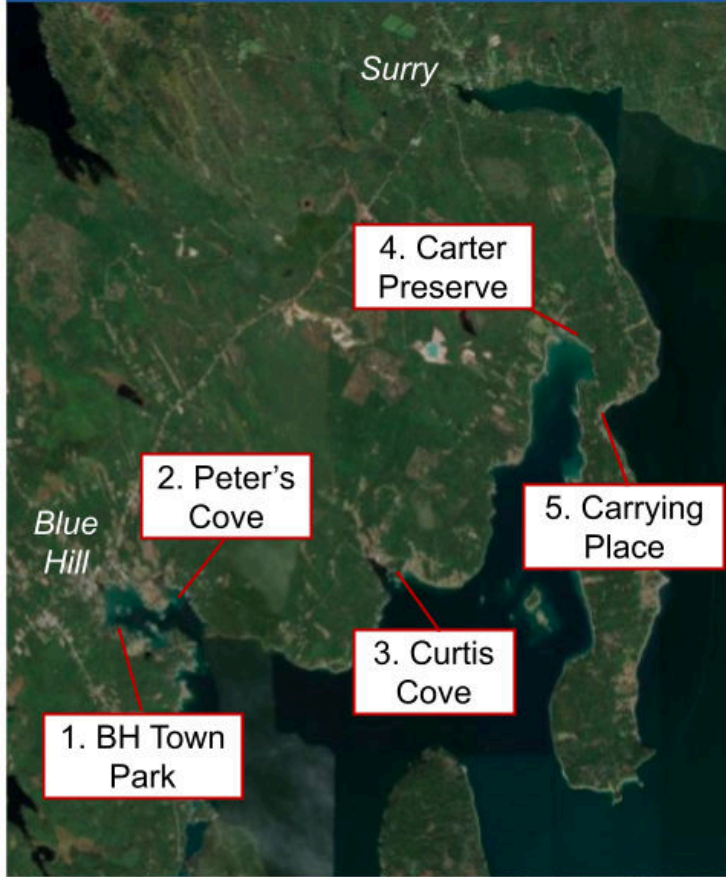 Surry
4. Carter
Preserve
2. Peter's
Cove
5. Carrying
Place
Blue
Hill
3. Curtis
Cove
1. BH Town
Park